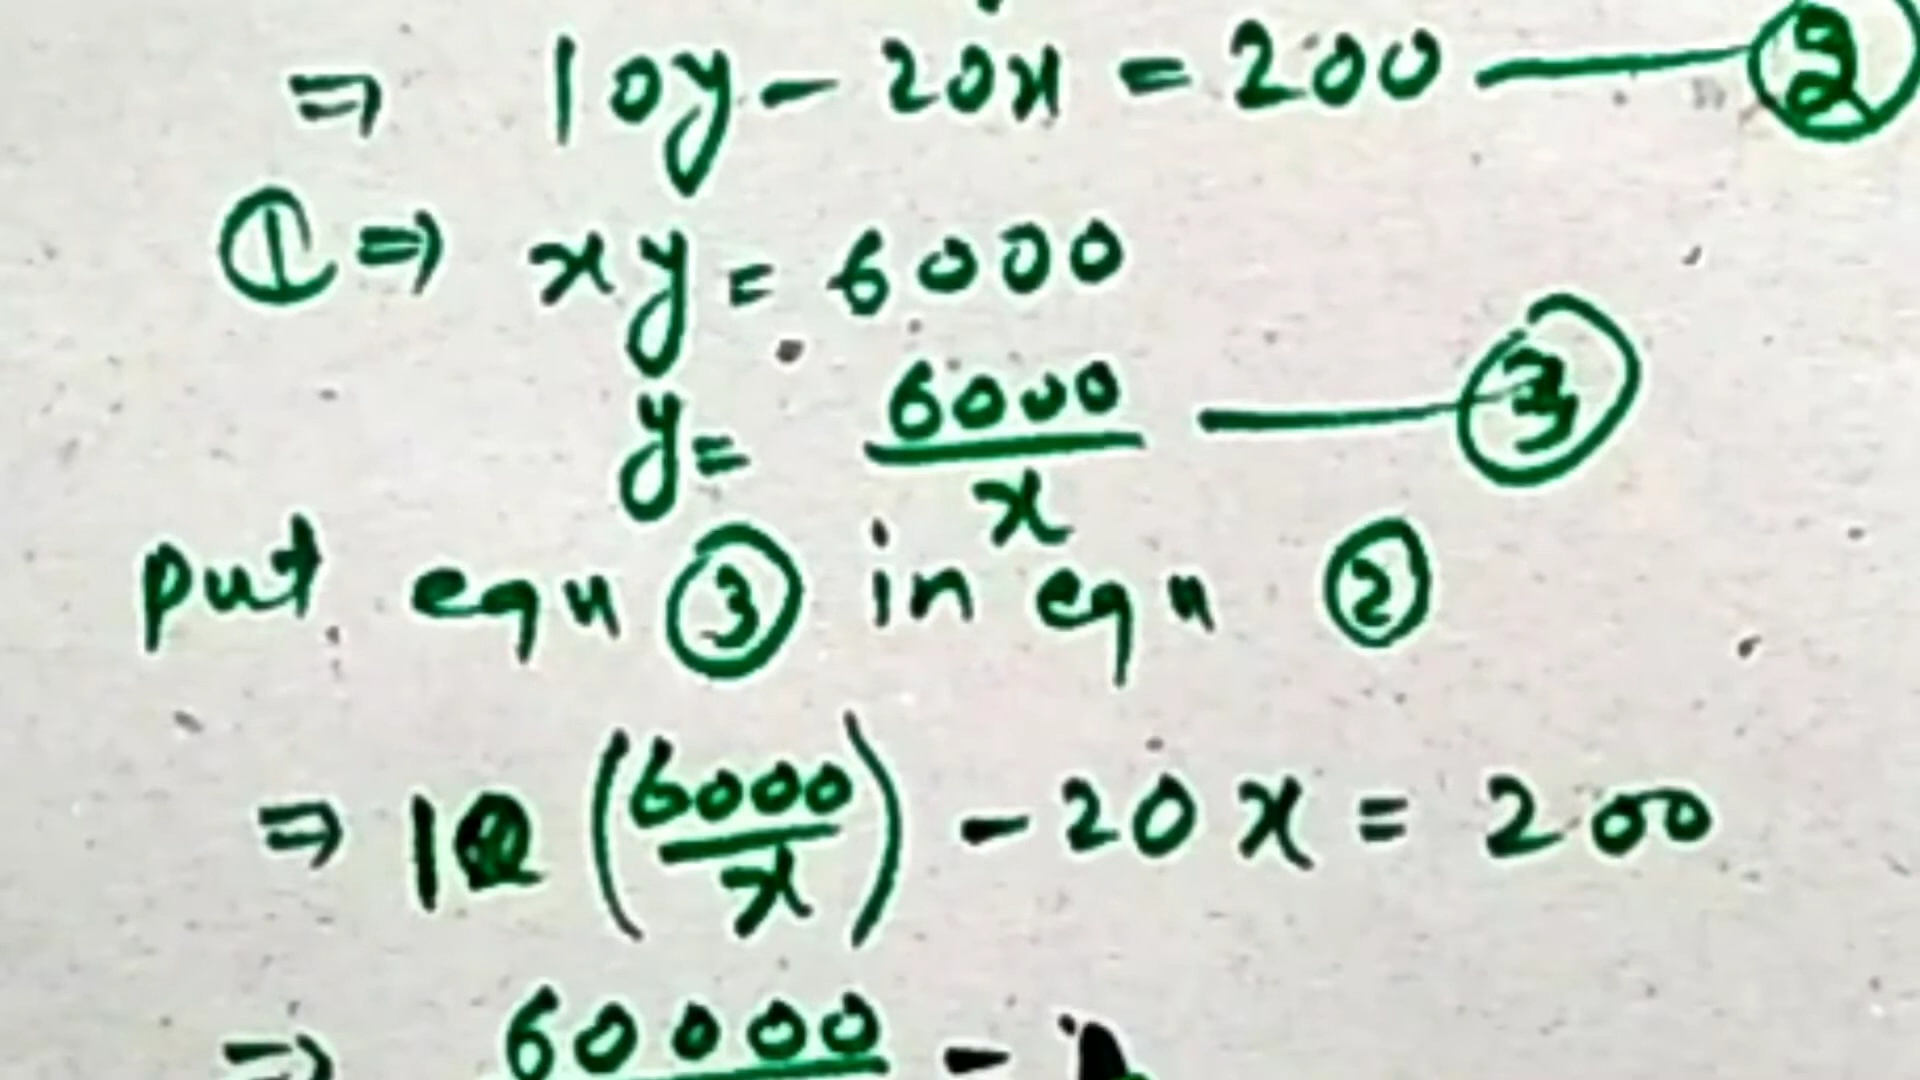 ⇒ 10y - 20x = 200 — ②
① ⇒ xy = 6000
y = 6000/x — ③
put eqn ③ in eqn ②
⇒ 10 (6000/x) - 20x = 200
⇒ 60000 -